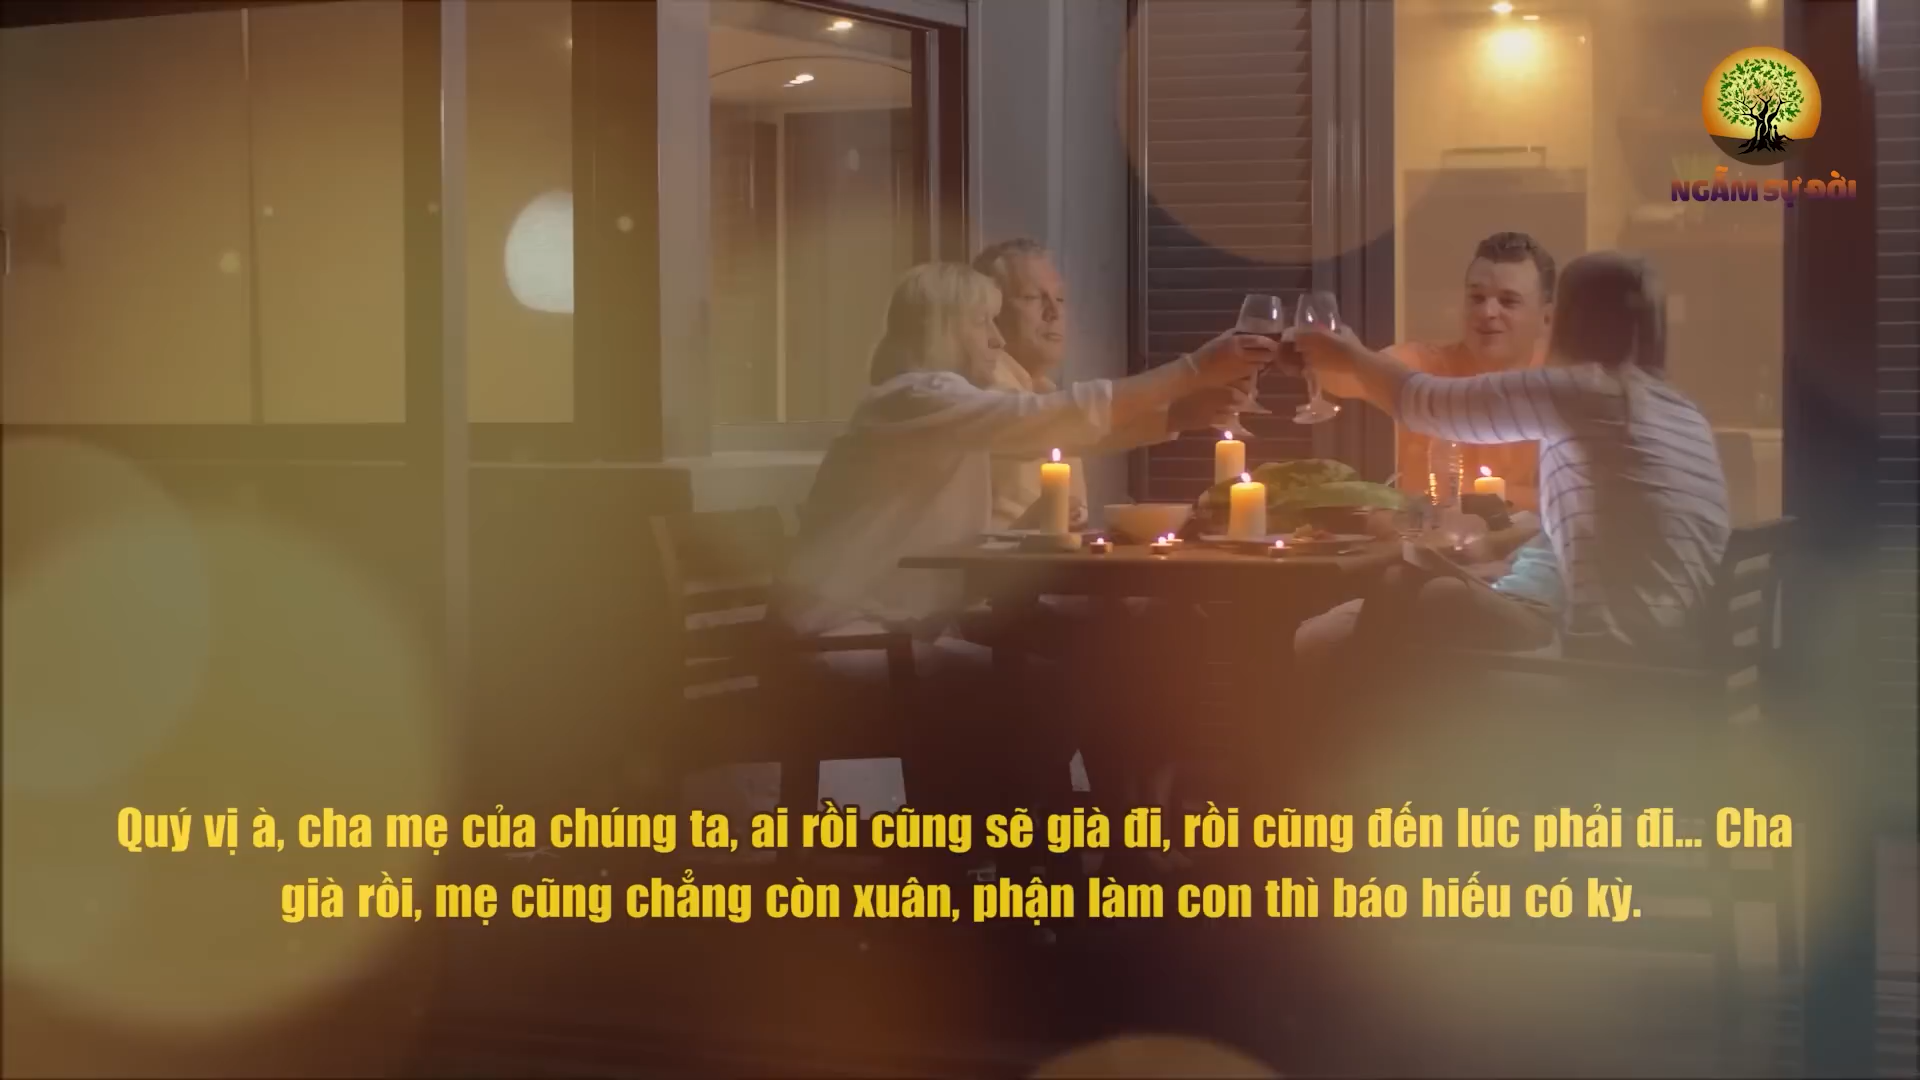 NGẪM SỰ ĐỜI
Quý vị à, cha mẹ của chúng ta, ai rồi cũng sẽ già đi, rồi cũng đến lúc phải đi... Cha
già rồi, mẹ cũng chẳng còn xuân, phận làm con thì báo hiếu có kỳ.